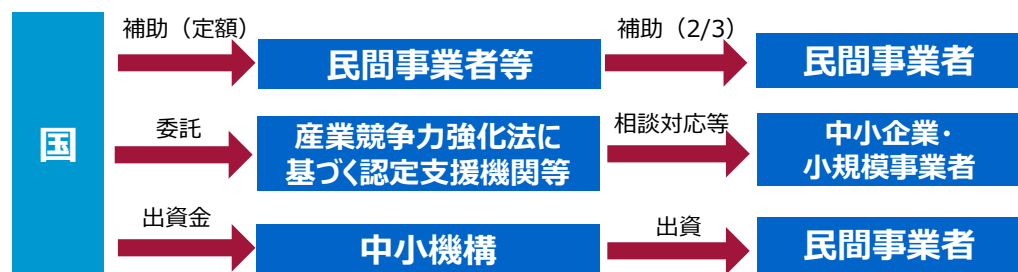 国
補助（定額）
民間事業者等
補助（2/3）
民間事業者
委託
産業競争力強化法に
基づく認定支援機関等
相談対応等
中小企業・
小規模事業者
出資金
中小機構
出資
民間事業者